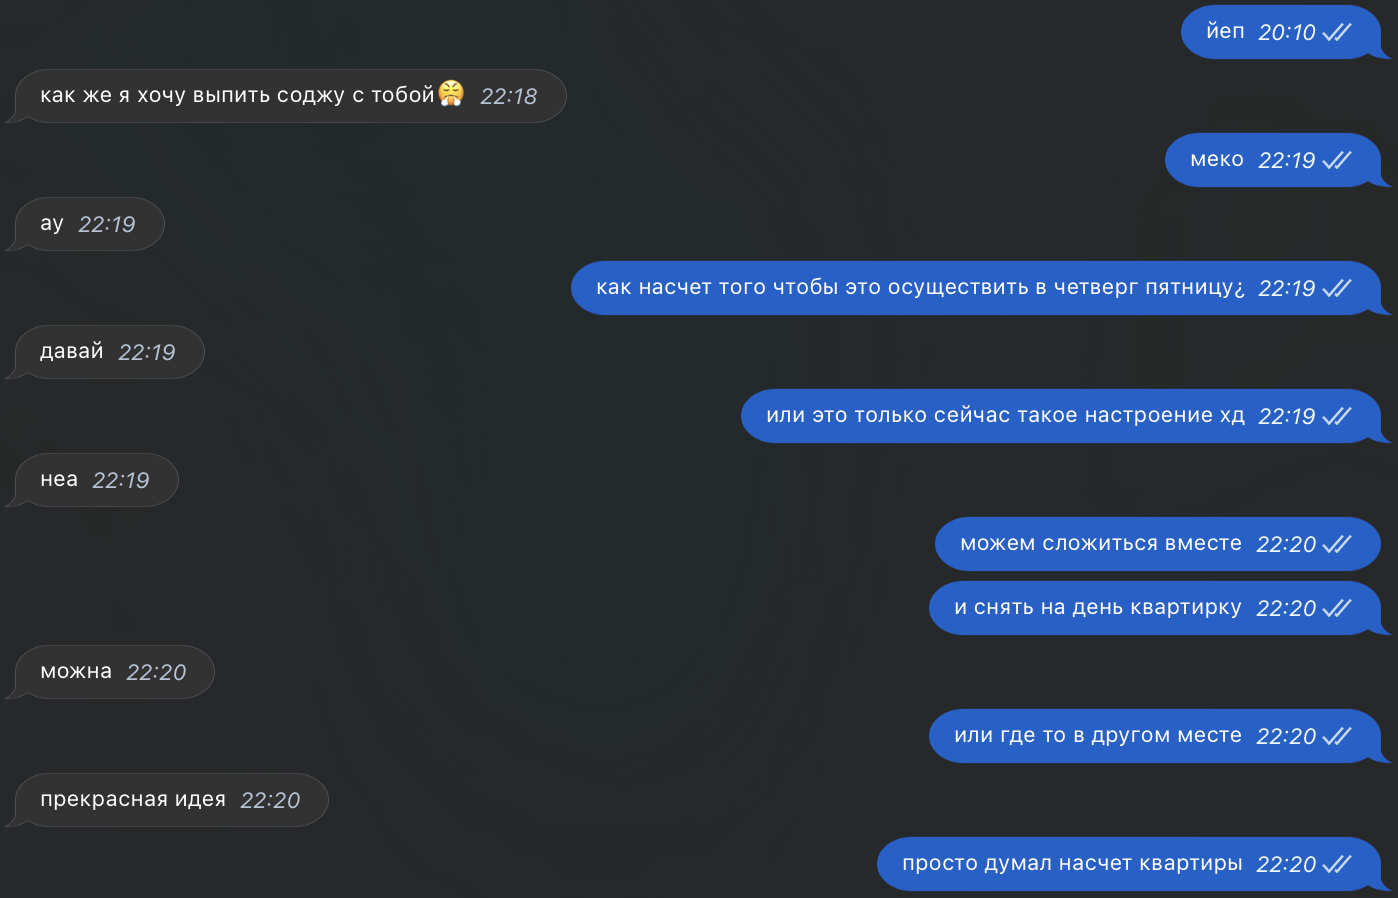 йеп 20:10
как же я хочу выпить соджу с тобой😤 22:18
меко 22:19
ау 22:19
как насчет того чтобы это осуществить в четверг пятницу¿ 22:19
давай 22:19
или это только сейчас такое настроение хд 22:19
неа 22:19
можем сложиться вместе 22:20
и снять на день квартирку 22:20
можна 22:20
или где то в другом месте 22:20
прекрасная идея 22:20
просто думал насчет квартиры 22:20